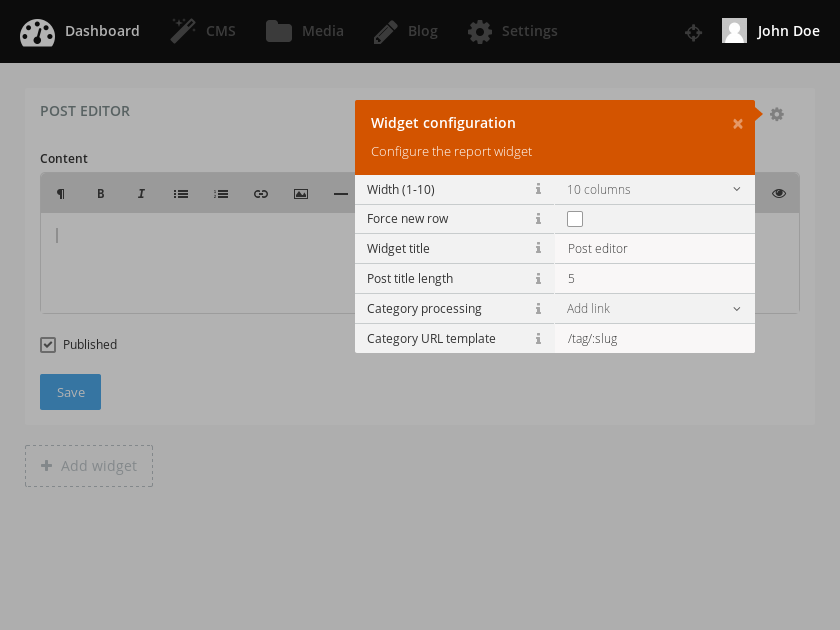 Dashboard CMS Media Blog Settings John Doe
POST EDITOR
Widget configuration
Configure the report widget
Content
Width (1-10) 10 columns
Force new row
Widget title Post editor
Post title length 5
Category processing Add link
Category URL template /tag/:slug
Published
Save
Add widget